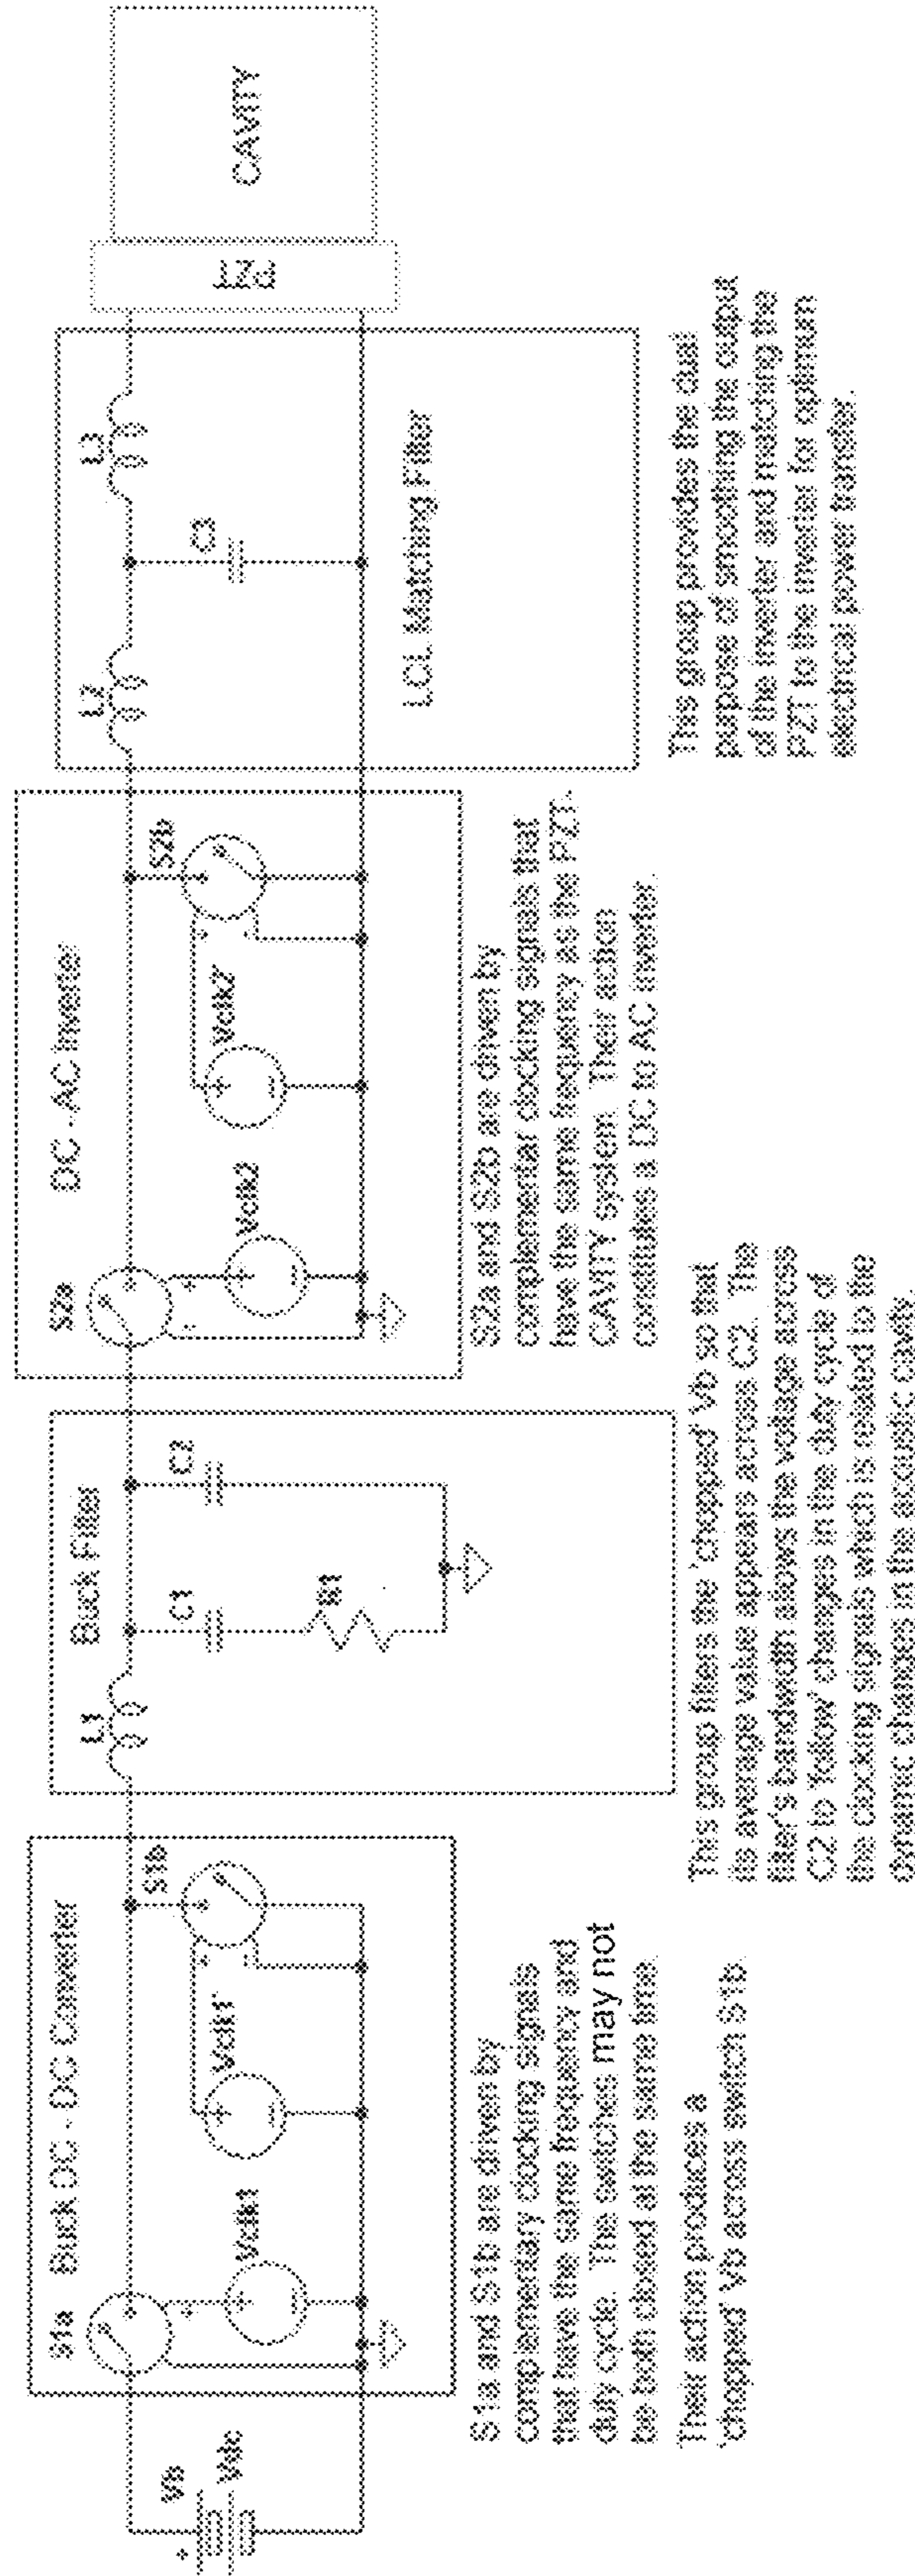 Vb
Vdc
S1a
Buck DC - DC Converter
Vclk1
Vclk1'
S1b
S1a and S1b are driven by
complementary clocking signals
that have the same frequency and
duty cycle. The switches may not
be both closed at the same time.
Their action produces a
'chopped' Vb across switch S1b.
L1
Buck Filter
C1
R1
C2
This group filters the 'chopped' Vb so that
its average value appears across C2. The
filter's bandwidth allows the voltage across
C2 to 'follow' changes in the duty cycle of
the clocking signals which is related to the
dynamic changes in the acoustic cavity.
S2a
DC - AC Inverter
Vclk2
Vclk2'
S2b
S2a and S2b are driven by
complementar clocking signals that
have the same frequency as the PZT-
CAVITY system. Their action
constitutes a DC to AC inverter.
L2
L3
C3
LCL Matching Filter
This group provides the dual
purpose of smoothing the output
of the inverter and matching the
PZT to the inverter for optimum
electrical power transfer.
PZT
CAVITY